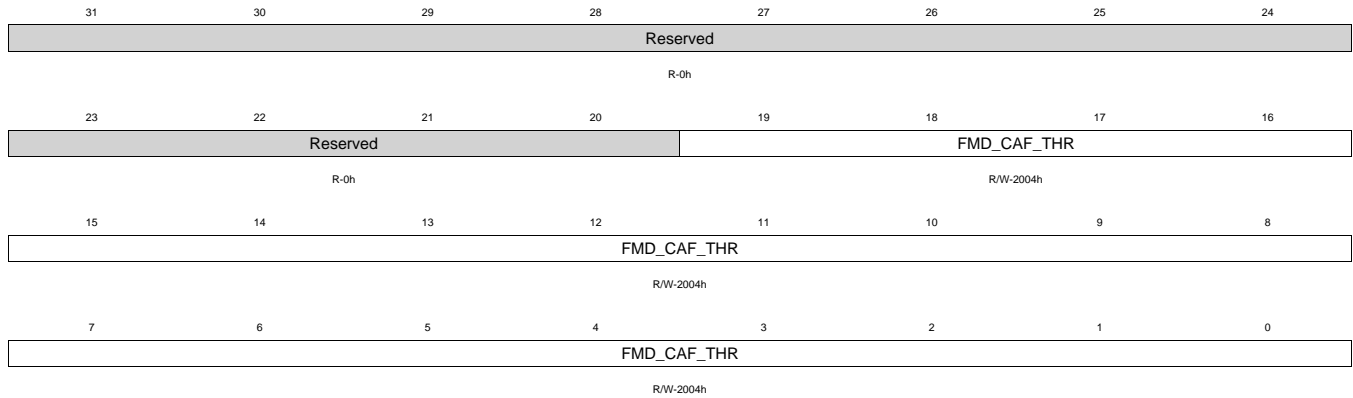 31 30 29 28 27 26 25 24
Reserved
R-0h
23 22 21 20 19 18 17 16
Reserved FMD_CAF_THR
R-0h R/W-2004h
15 14 13 12 11 10 9 8
FMD_CAF_THR
R/W-2004h
7 6 5 4 3 2 1 0
FMD_CAF_THR
R/W-2004h